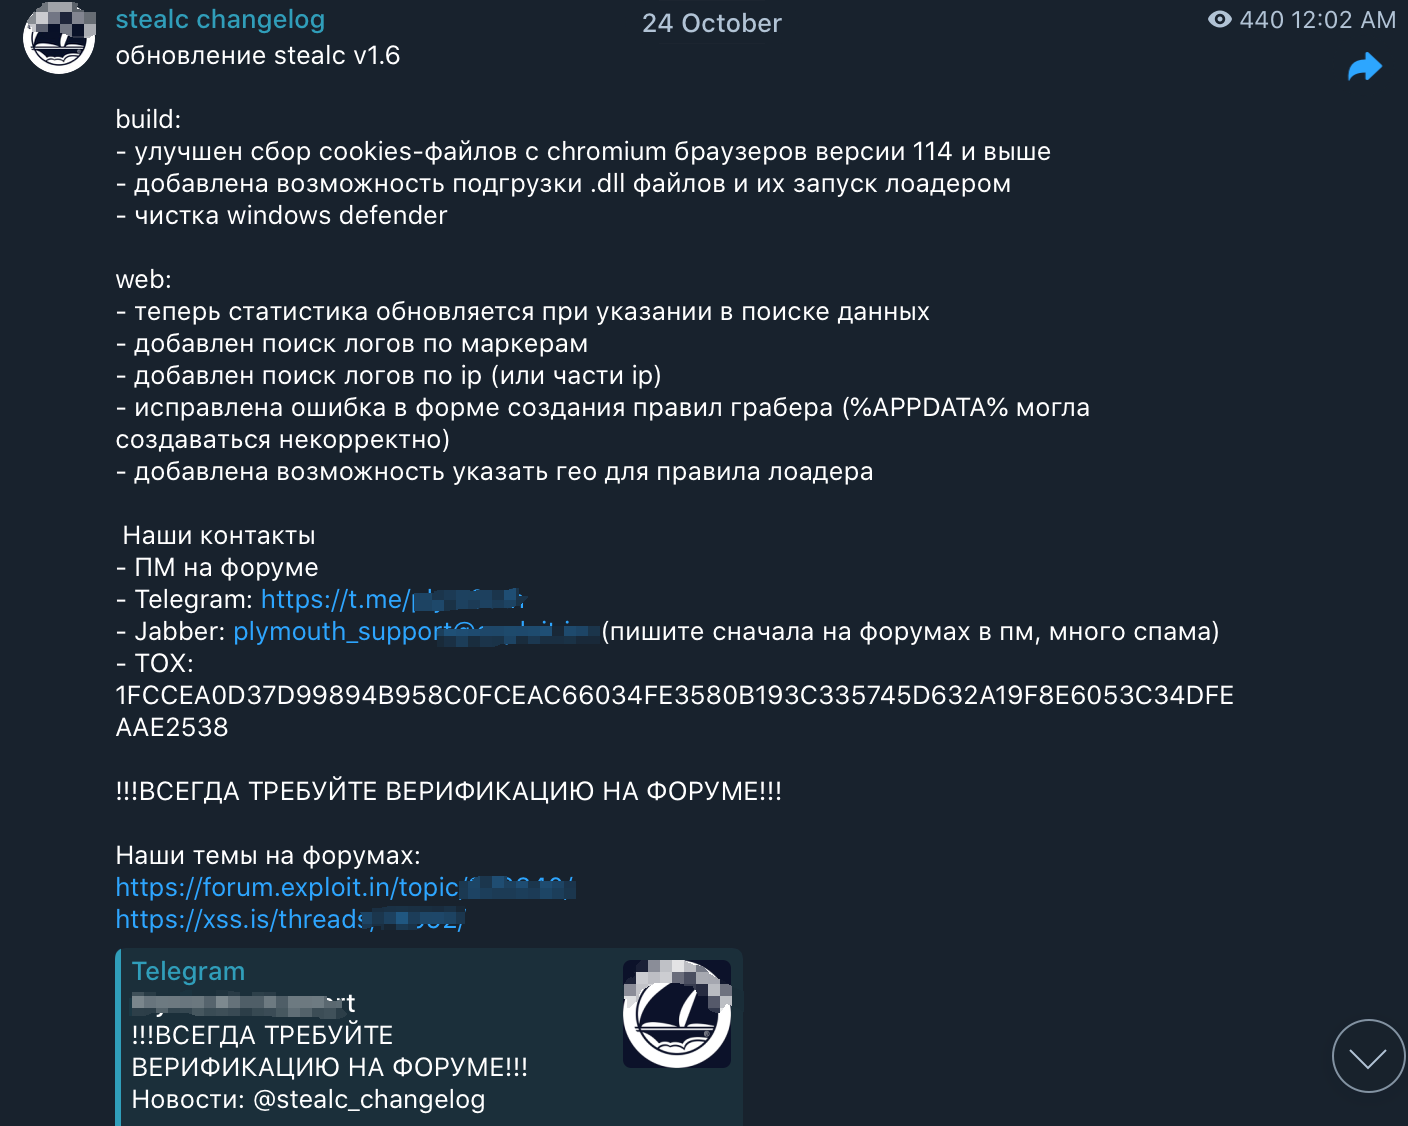 stealc changelog
24 October
440 12:02 AM
обновление stealc v1.6
build:
- улучшен сбор cookies-файлов с chromium браузеров версии 114 и выше
- добавлена возможность подгрузки .dll файлов и их запуск лоадером
- чистка windows defender
web:
- теперь статистика обновляется при указании в поиске данных
- добавлен поиск логов по маркерам
- добавлен поиск логов по ip (или части ip)
- исправлена ошибка в форме создания правил грабера (%APPDATA% могла
создаваться некорректно)
- добавлена возможность указать гео для правила лоадера
Наши контакты
- ПМ на форуме
- Telegram: https://t.me/
- Jabber: plymouth_support@ (пишите сначала на форумах в пм, много спама)
- TOX:
1FCCEA0D37D99894B958C0FCEAC66034FE3580B193C335745D632A19F8E6053C34DFE
AAE2538
!!!ВСЕГДА ТРЕБУЙТЕ ВЕРИФИКАЦИЮ НА ФОРУМЕ!!!
Наши темы на форумах:
https://forum.exploit.in/topic/
https://xss.is/threads/
Telegram
!!!ВСЕГДА ТРЕБУЙТЕ
ВЕРИФИКАЦИЮ НА ФОРУМЕ!!!
Новости: @stealc_changelog